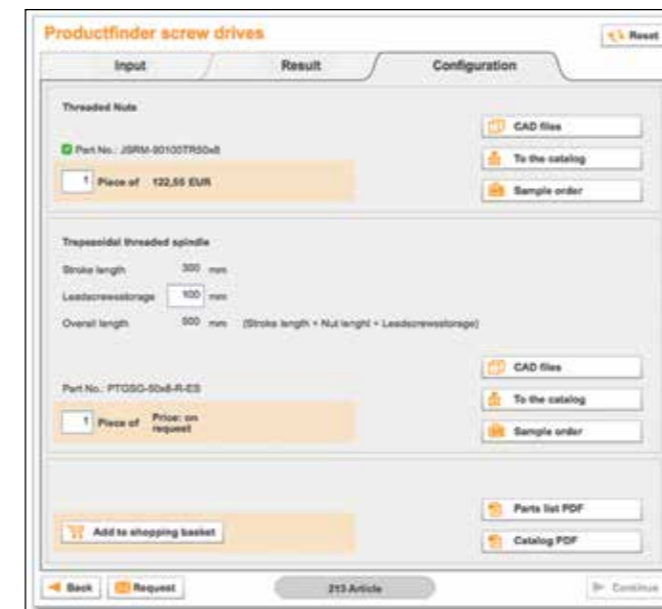 Productfinder screw drives
Reset
Input Result Configuration
Threaded Nuts
CAD files
Part No.: JSRM-90100TR50x8
To the catalog
1 Piece of 122,55 EUR
Sample order
Trapezoidal threaded spindle
Stroke length 300 mm
Leadscrewsstorage 100 mm
Overall length 500 mm (Stroke length + Nut lenght + Leadscrewsstorage)
CAD files
Part No.: PTGSG-50x8-R-ES
To the catalog
1 Piece of Price: on
request
Sample order
Parts list PDF
Add to shopping basket
Catalog PDF
Back Request 213 Article Continue